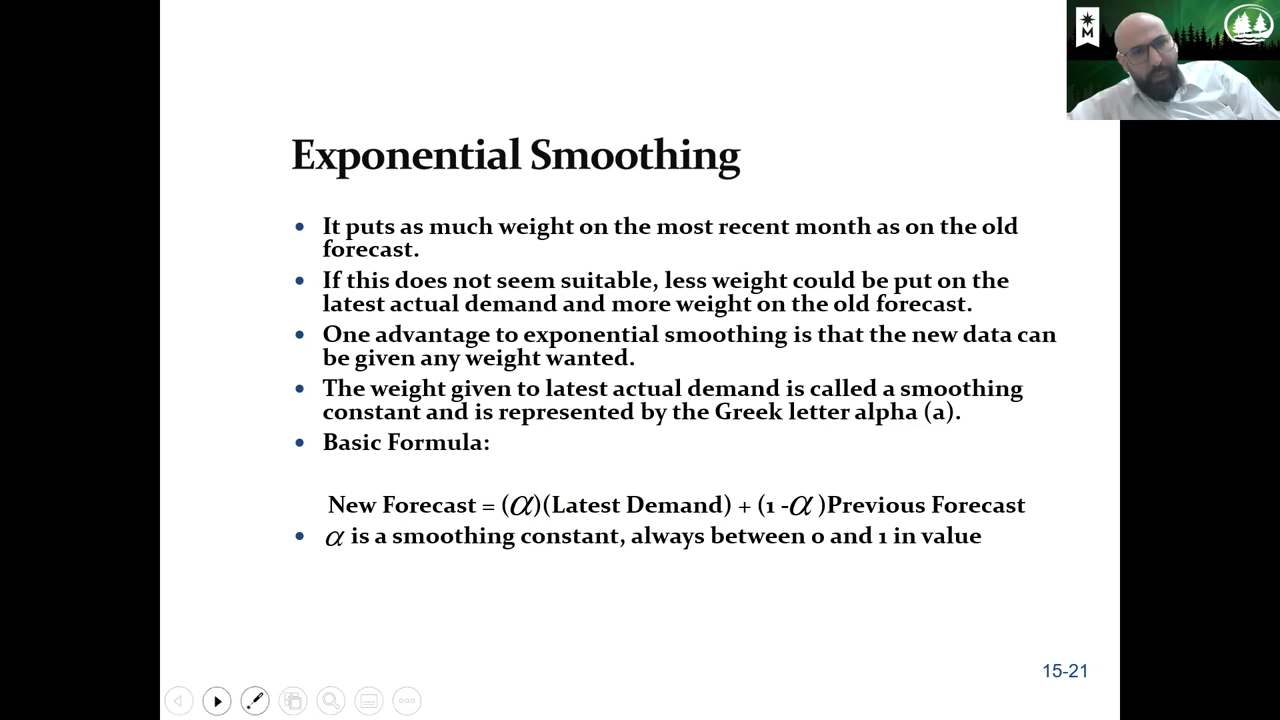 M
Exponential Smoothing
• It puts as much weight on the most recent month as on the old
forecast.
• If this does not seem suitable, less weight could be put on the
latest actual demand and more weight on the old forecast.
• One advantage to exponential smoothing is that the new data can
be given any weight wanted.
• The weight given to latest actual demand is called a smoothing
constant and is represented by the Greek letter alpha (a).
• Basic Formula:
New Forecast = (α)(Latest Demand) + (1 -α )Previous Forecast
• α is a smoothing constant, always between 0 and 1 in value
15-21